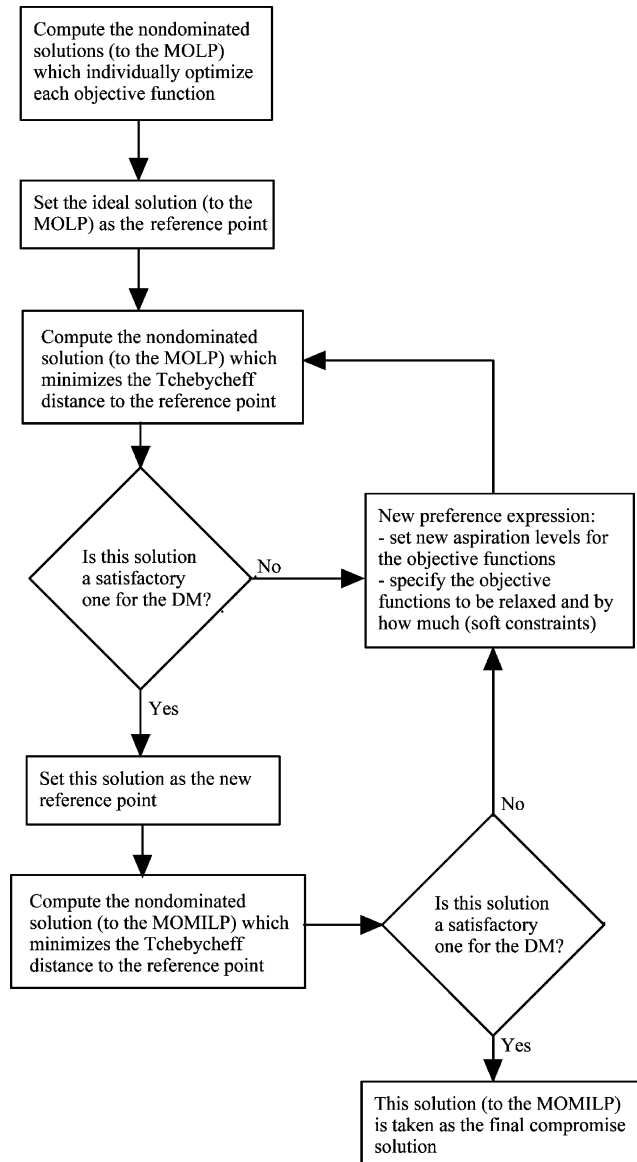 Compute the nondominated
solutions (to the MOLP)
which individually optimize
each objective function
Set the ideal solution (to the
MOLP) as the reference point
Compute the nondominated
solution (to the MOLP) which
minimizes the Tchebycheff
distance to the reference point
Is this solution
a satisfactory
one for the DM?
No
New preference expression:
- set new aspiration levels for
the objective functions
- specify the objective
functions to be relaxed and by
how much (soft constraints)
Yes
Set this solution as the new
reference point
Compute the nondominated
solution (to the MOMILP) which
minimizes the Tchebycheff
distance to the reference point
No
Is this solution
a satisfactory
one for the DM?
Yes
This solution (to the MOMILP)
is taken as the final compromise
solution